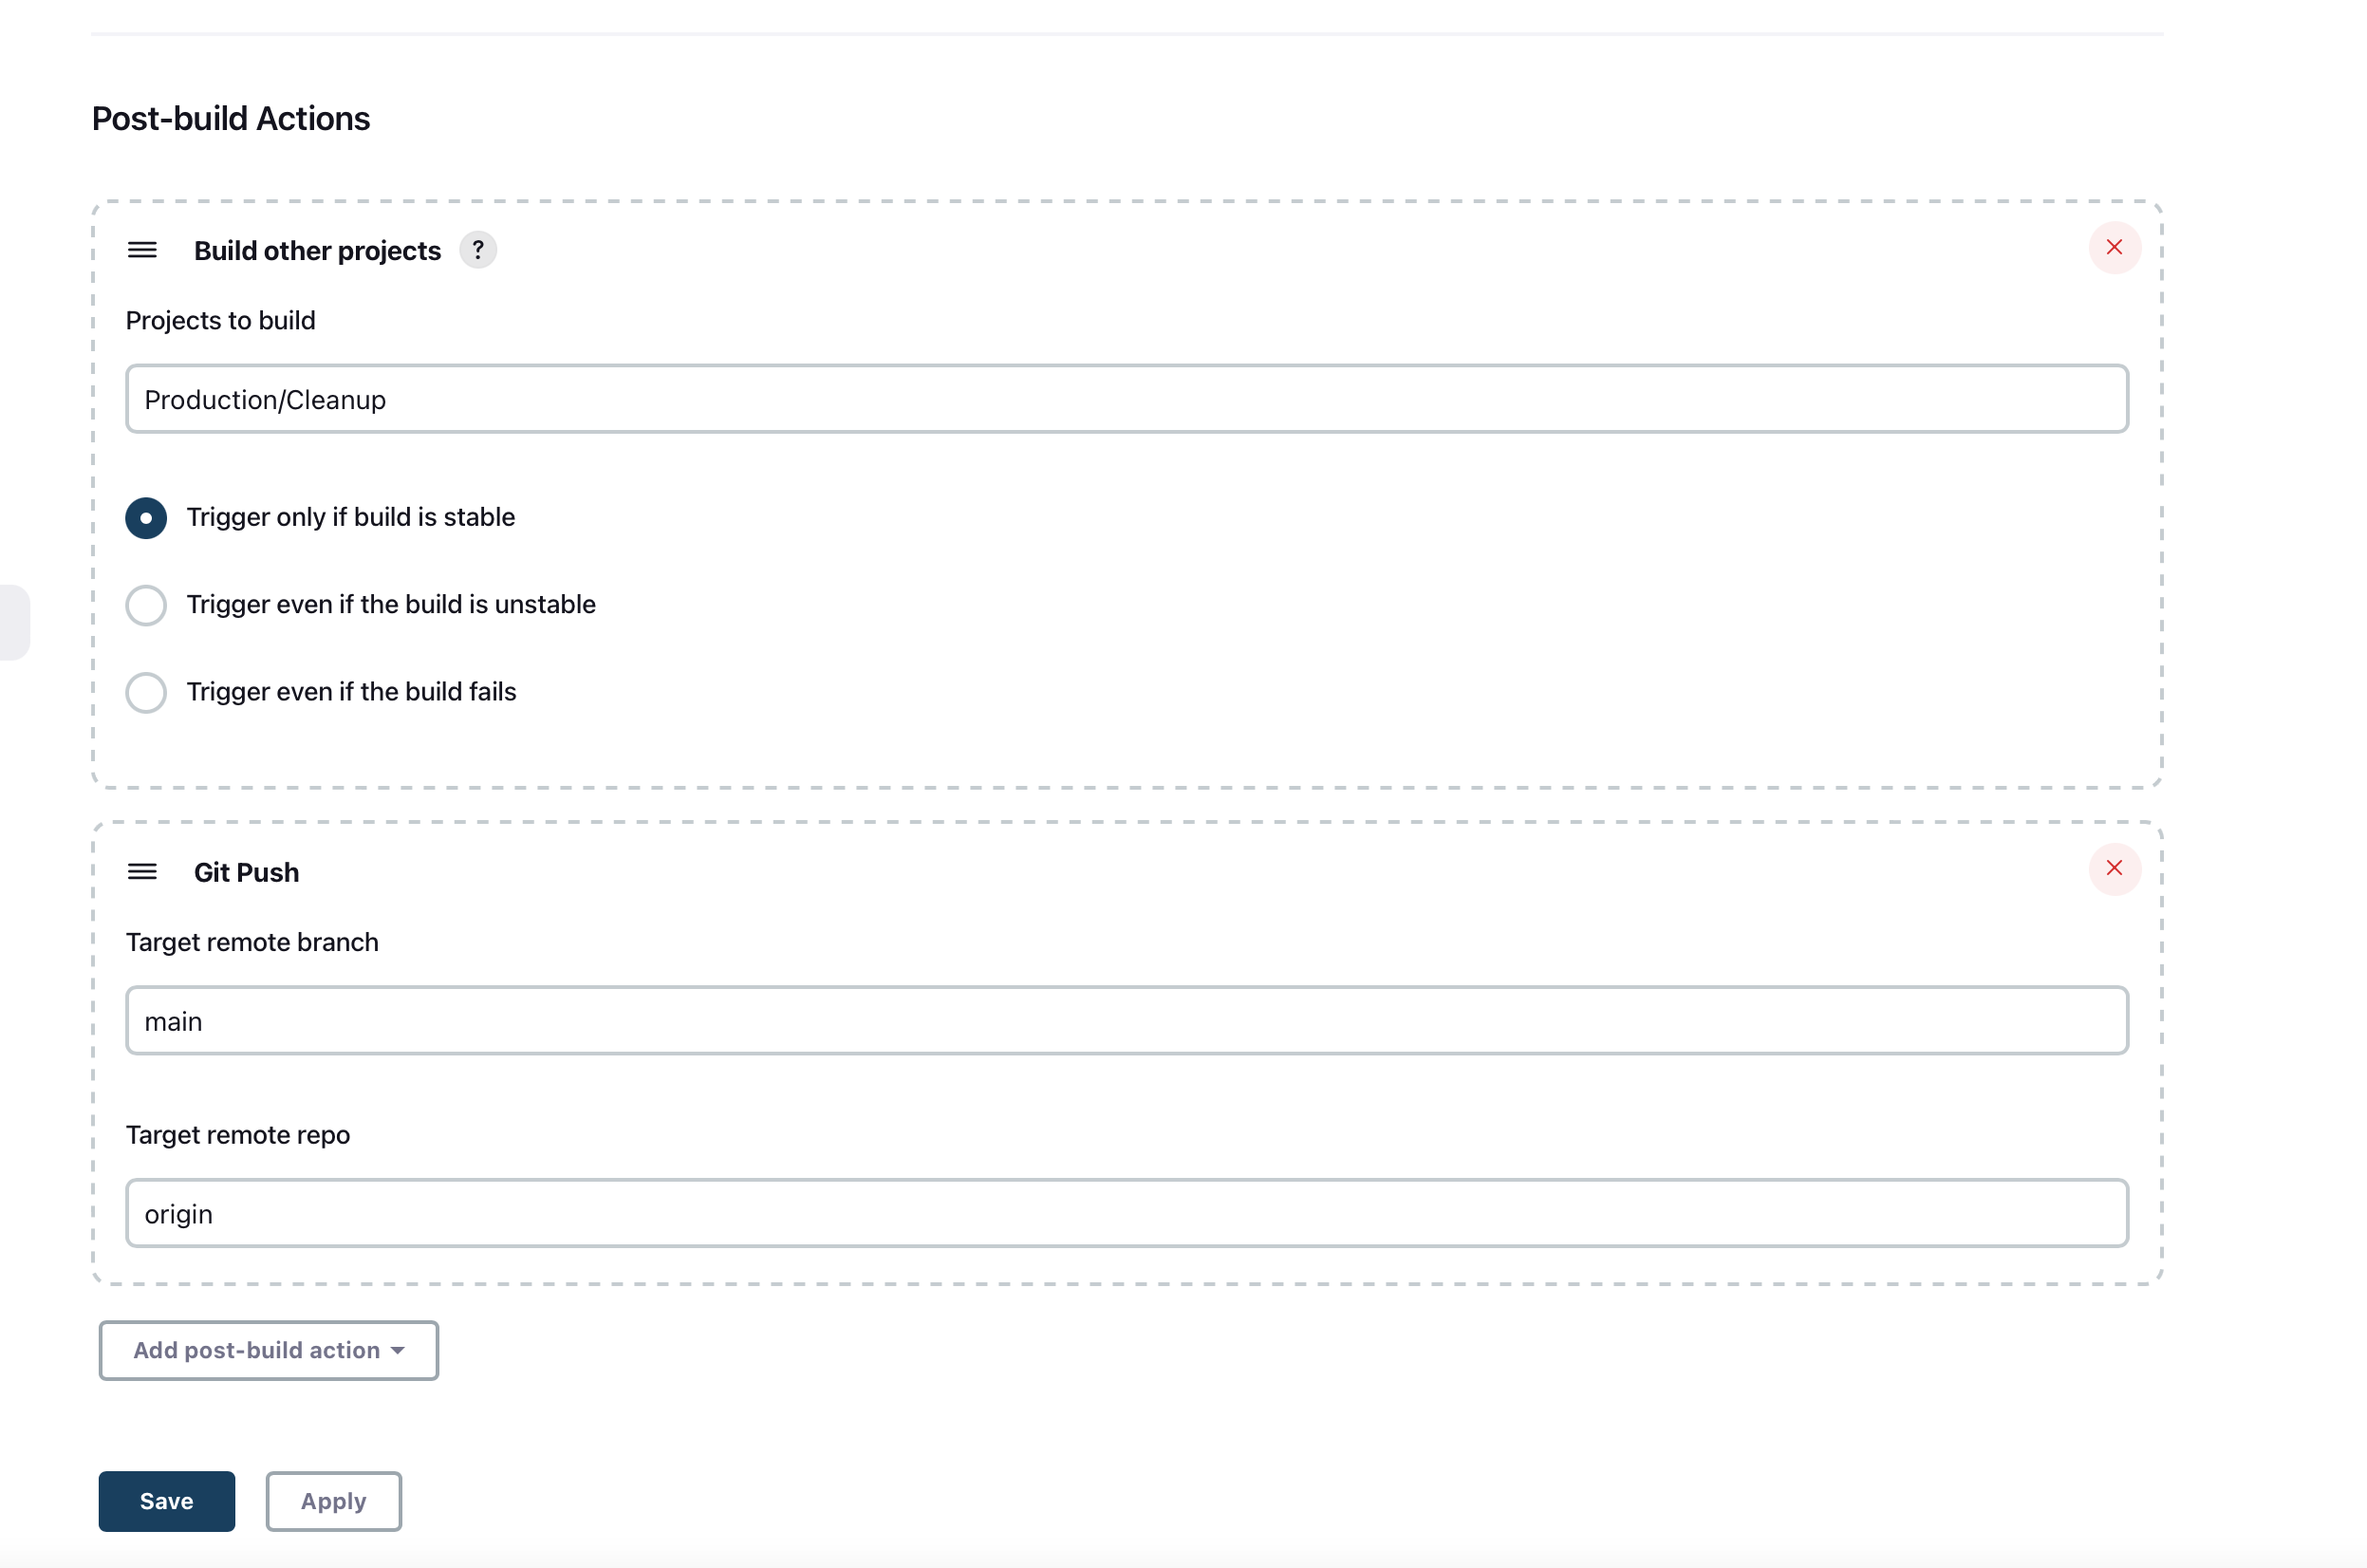 Post-build Actions
Build other projects ?
Projects to build
Production/Cleanup
Trigger only if build is stable
Trigger even if the build is unstable
Trigger even if the build fails
Git Push
Target remote branch
main
Target remote repo
origin
Add post-build action
Save Apply